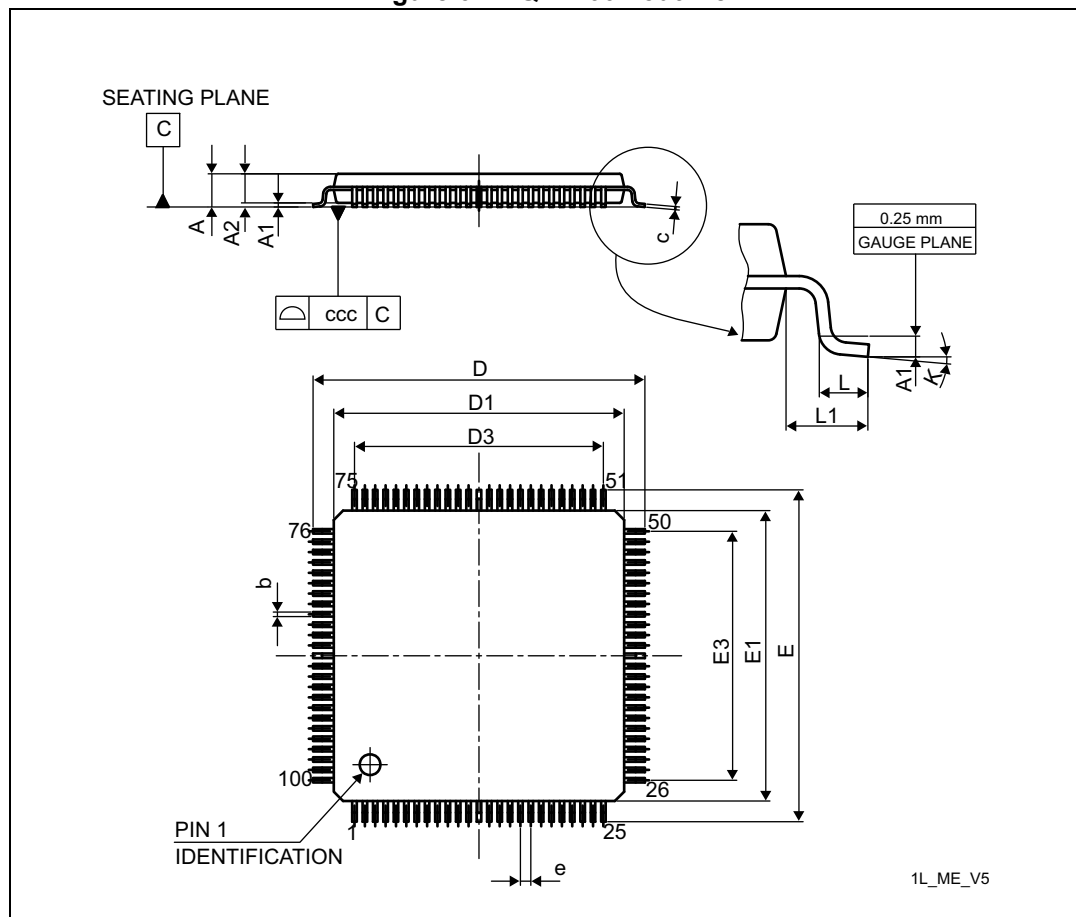 SEATING PLANE
C
A
A2
A1
c
ccc C
0.25 mm
GAUGE PLANE
A1
K
L
L1
D
D1
D3
75
51
76
50
b
E3
E1
E
100
26
PIN 1
IDENTIFICATION
1
25
e
1L_ME_V5